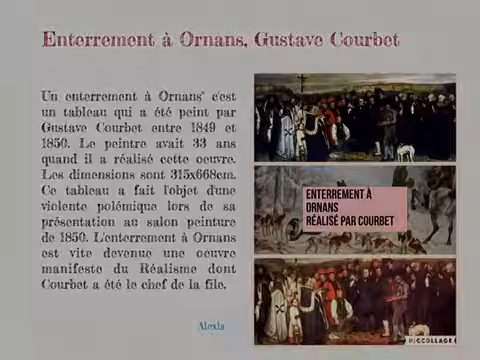 Enterrement à Ornans, Gustave Courbet
Un enterrement à Ornans" c'est
un tableau qui a été peint par
Gustave Courbet entre 1849 et
1850. Le peintre avait 33 ans
quand il a réalisé cette oeuvre.
Les dimensions sont 315x668cm.
Ce tableau a fait l'objet d'une
violente polémique lors de sa
présentation au salon peinture
de 1850. L'enterrement à Ornans
est vite devenue une oeuvre
manifeste du Réalisme dont
Courbet a été le chef de la file.
Alexia
ENTERREMENT À
ORNANS
RÉALISÉ PAR COURBET
PICCOLLAGE